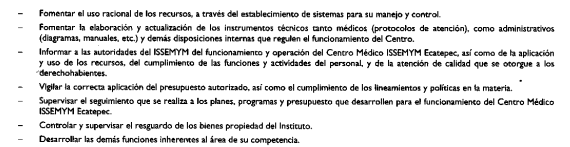 – Fomentar el uso racional de los recursos, a través del establecimiento de sistemas para su manejo y control.
– Fomentar la elaboración y actualización de los instrumentos técnicos tanto médicos (protocolos de atención), como administrativos
(diagramas, manuales, etc.) y demás disposiciones internas que regulen el funcionamiento del Centro.
– Informar a las autoridades del ISSEMYM del funcionamiento y operación del Centro Médico ISSEMYM Ecatepec, así como de la aplicación
y uso de los recursos, del cumplimiento de las funciones y actividades del personal, y de la atención de calidad que se otorgue a los
derechohabientes.
– Vigilar la correcta aplicación del presupuesto autorizado, así como el cumplimiento de los lineamientos y políticas en la materia.
– Supervisar el seguimiento que se realiza a los planes, programas y presupuesto que desarrollen para el funcionamiento del Centro Médico
ISSEMYM Ecatepec.
– Controlar y supervisar el resguardo de los bienes propiedad del Instituto.
– Desarrollar las demás funciones inherentes al área de su competencia.